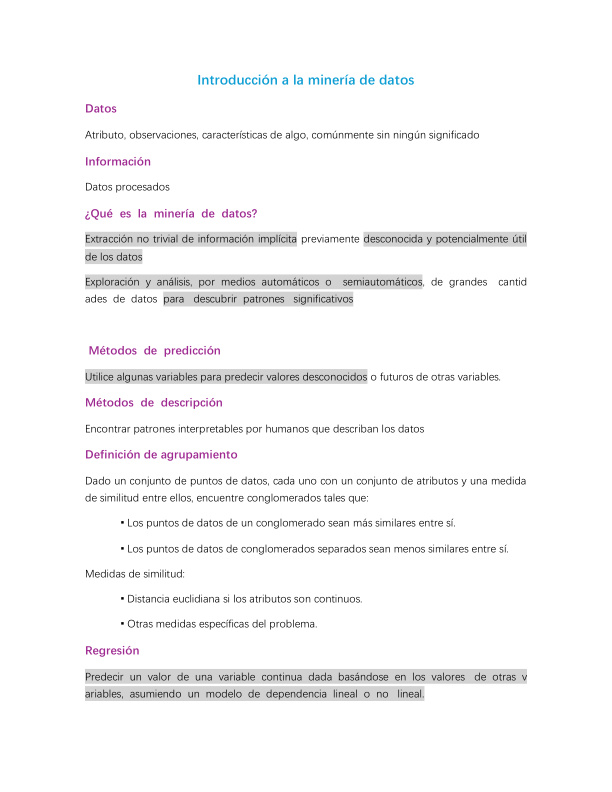 Introducción a la minería de datos
Datos
Atributo, observaciones, características de algo, comúnmente sin ningún significado
Información
Datos procesados
¿Qué es la minería de datos?
Extracción no trivial de información implícita previamente desconocida y potencialmente útil
de los datos
Exploración y análisis, por medios automáticos o semiautomáticos, de grandes cantid
ades de datos para descubrir patrones significativos
Métodos de predicción
Utilice algunas variables para predecir valores desconocidos o futuros de otras variables.
Métodos de descripción
Encontrar patrones interpretables por humanos que describan los datos
Definición de agrupamiento
Dado un conjunto de puntos de datos, cada uno con un conjunto de atributos y una medida
de similitud entre ellos, encuentre conglomerados tales que:
▪ Los puntos de datos de un conglomerado sean más similares entre sí.
▪ Los puntos de datos de conglomerados separados sean menos similares entre sí.
Medidas de similitud:
▪ Distancia euclidiana si los atributos son continuos.
▪ Otras medidas específicas del problema.
Regresión
Predecir un valor de una variable continua dada basándose en los valores de otras v
ariables, asumiendo un modelo de dependencia lineal o no lineal.